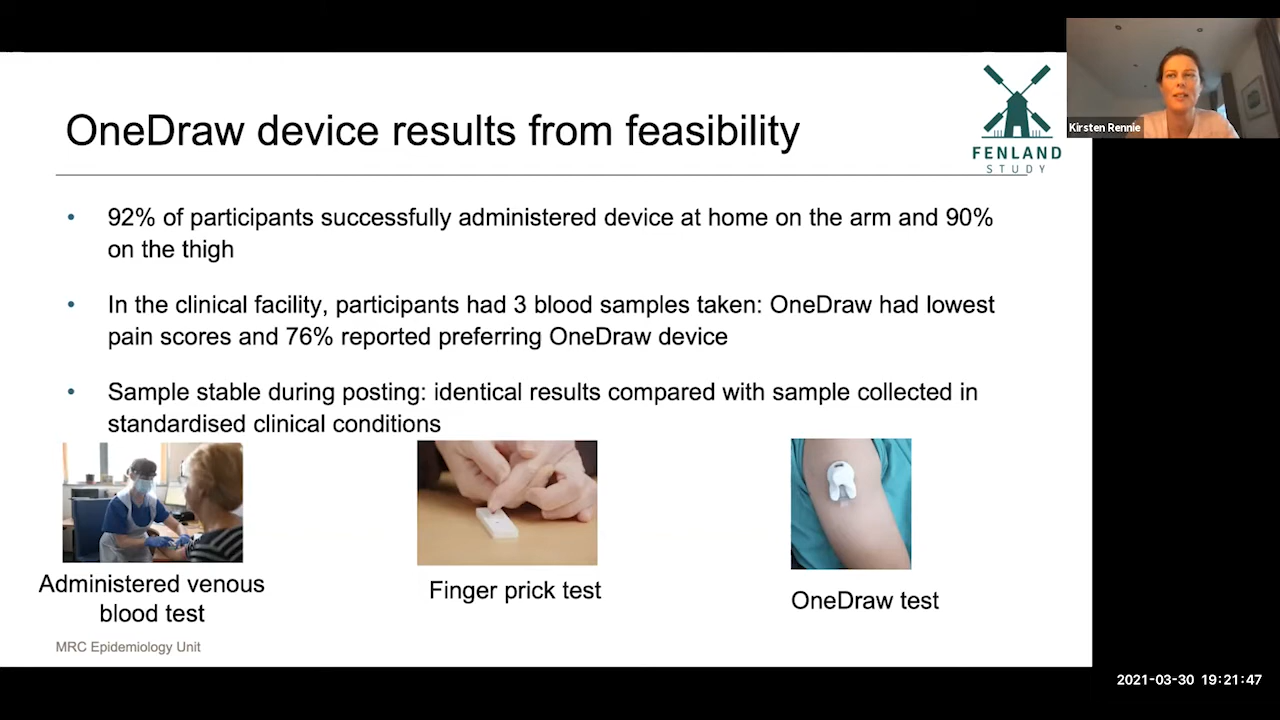 OneDraw device results from feasibility
FENLAND
STUDY
Kirsten Rennie
• 92% of participants successfully administered device at home on the arm and 90%
on the thigh
• In the clinical facility, participants had 3 blood samples taken: OneDraw had lowest
pain scores and 76% reported preferring OneDraw device
• Sample stable during posting: identical results compared with sample collected in
standardised clinical conditions
Administered venous
blood test
Finger prick test
OneDraw test
MRC Epidemiology Unit
2021-03-30 19:21:47